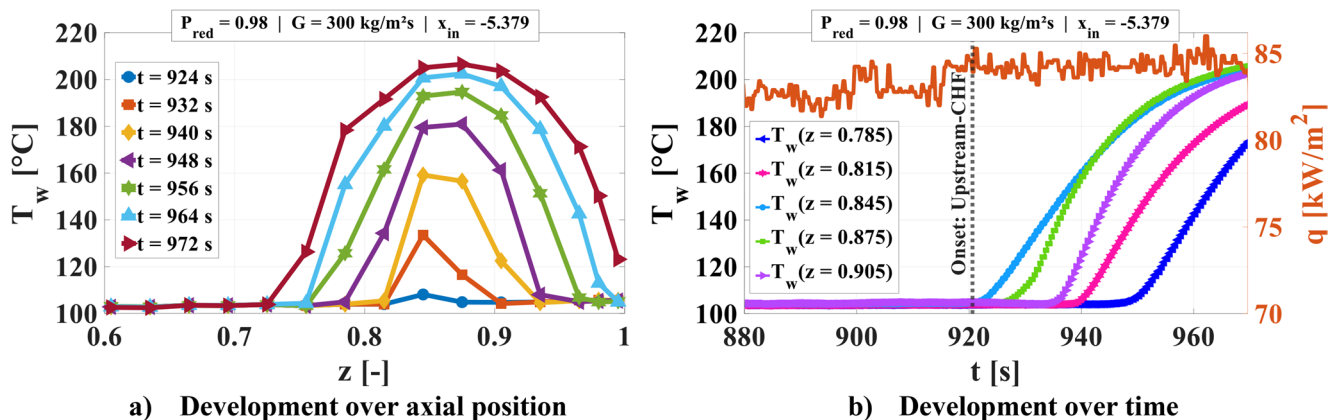 P_red = 0.98 | G = 300 kg/m²s | x_in = -5.379
220
200
180
160
140
120
100
T_w [°C]
t = 924 s
t = 932 s
t = 940 s
t = 948 s
t = 956 s
t = 964 s
t = 972 s
0.6 0.7 0.8 0.9 1
z [-]
a) Development over axial position
P_red = 0.98 | G = 300 kg/m²s | x_in = -5.379
220
200
180
160
140
120
100
T_w [°C]
T_w(z = 0.785)
T_w(z = 0.815)
T_w(z = 0.845)
T_w(z = 0.875)
T_w(z = 0.905)
Onset: Upstream-CHF
85
80
75
70
q [kW/m²]
880 900 920 940 960
t [s]
b) Development over time